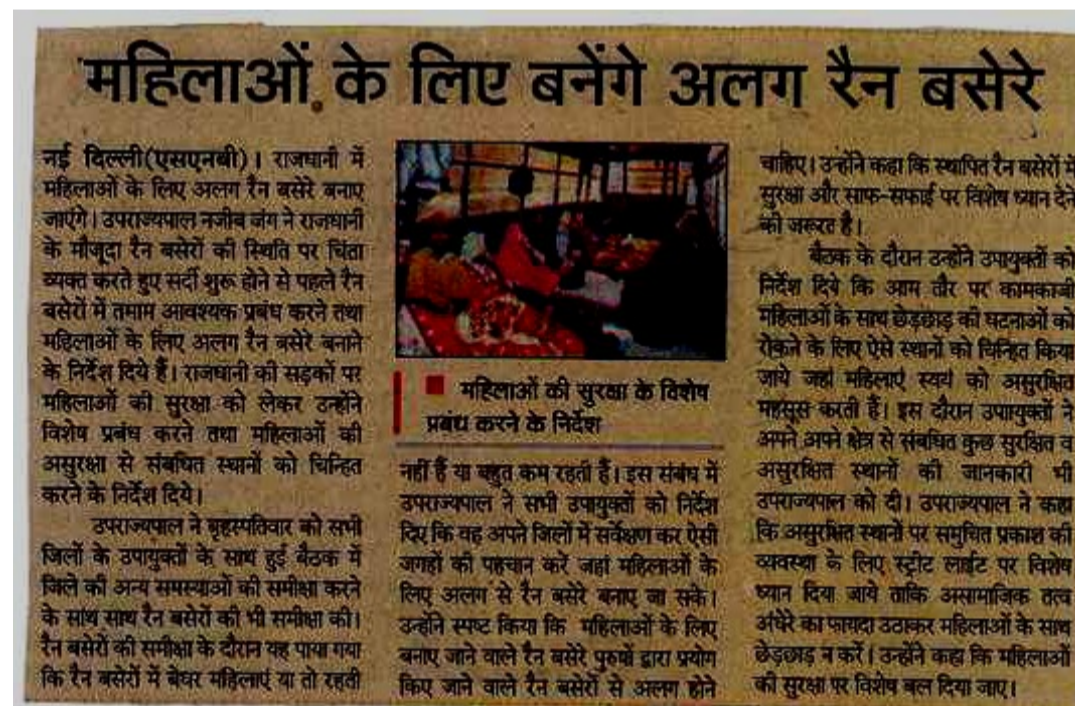 महिलाओं के लिए बनेंगे अलग रैन बसेरे
नई दिल्ली(एसएनबी)। राजधानी में
महिलाओं के लिए अलग रैन बसेरे बनाए
जाएंगे। उपराज्यपाल नजीब जंग ने राजधानी
के मौजूदा रैन बसेरों की स्थिति पर चिंता
व्यक्त करते हुए सर्दी शुरू होने से पहले रैन
बसेरों में तमाम आवश्यक प्रबंध करने तथा
महिलाओं के लिए अलग रैन बसेरे बनाने
के निर्देश दिये हैं। राजधानी की सड़कों पर
महिलाओं की सुरक्षा को लेकर उन्होंने
विशेष प्रबंध करने तथा महिलाओं की
असुरक्षा से संबधित स्थानों को चिन्हित
करने के निर्देश दिये।
उपराज्यपाल ने बृहस्पतिवार को सभी
जिलों के उपायुक्तों के साथ हुई बैठक में
जिले की अन्य समस्याओं की समीक्षा करने
के साथ साथ रैन बसेरों की भी समीक्षा की।
रैन बसेरों की समीक्षा के दौरान यह पाया गया
कि रैन बसेरों में बेघर महिलाएं या तो रहती
महिलाओं की सुरक्षा के विशेष
प्रबंध करने के निर्देश
नहीं हैं या बहुत कम रहती हैं। इस संबंध में
उपराज्यपाल ने सभी उपायुक्तों को निर्देश
दिए कि वह अपने जिलों में सर्वेक्षण कर ऐसी
जगहों की पहचान करें जहां महिलाओं के
लिए अलग से रैन बसेरे बनाए जा सके।
उन्होंने स्पष्ट किया कि महिलाओं के लिए
बनाए जाने वाले रैन बसेरे पुरुषों द्वारा प्रयोग
किए जाने वाले रैन बसेरों से अलग होने
चाहिए। उन्होंने कहा कि स्थापित रैन बसेरों में
सुरक्षा और साफ-सफाई पर विशेष ध्यान देने
की जरूरत है।
बैठक के दौरान उन्होंने उपायुक्तों को
निर्देश दिये कि आम तौर पर कामकाजी
महिलाओं के साथ छेड़छाड़ की घटनाओं को
रोकने के लिए ऐसे स्थानों को चिन्हित किया
जाये जहां महिलाएं स्वयं को असुरक्षित
महसूस करती हैं। इस दौरान उपायुक्तों ने
अपने अपने क्षेत्र से संबधित कुछ सुरक्षित व
असुरक्षित स्थानों की जानकारी भी
उपराज्यपाल को दी। उपराज्यपाल ने कहा
कि असुरक्षित स्थानों पर समुचित प्रकाश की
व्यवस्था के लिए स्ट्रीट लाईट पर विशेष
ध्यान दिया जाये ताकि असामाजिक तत्व
अंधेरे का फायदा उठाकर महिलाओं के साथ
छेड़छाड़ न करें। उन्होंने कहा कि महिलाओं
की सुरक्षा पर विशेष बल दिया जाए।